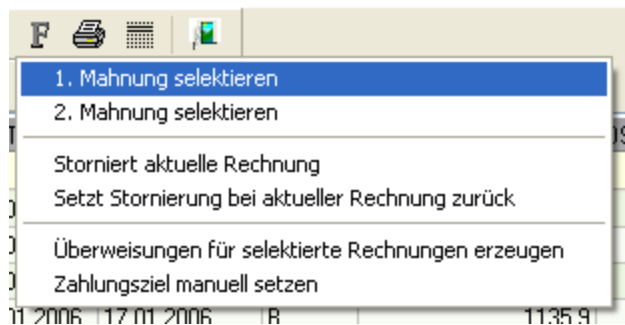 F
1. Mahnung selektieren
2. Mahnung selektieren
Storniert aktuelle Rechnung
Setzt Stornierung bei aktueller Rechnung zurück
Überweisungen für selektierte Rechnungen erzeugen
Zahlungsziel manuell setzen
01.2006 17.01.2006 B 1135,9